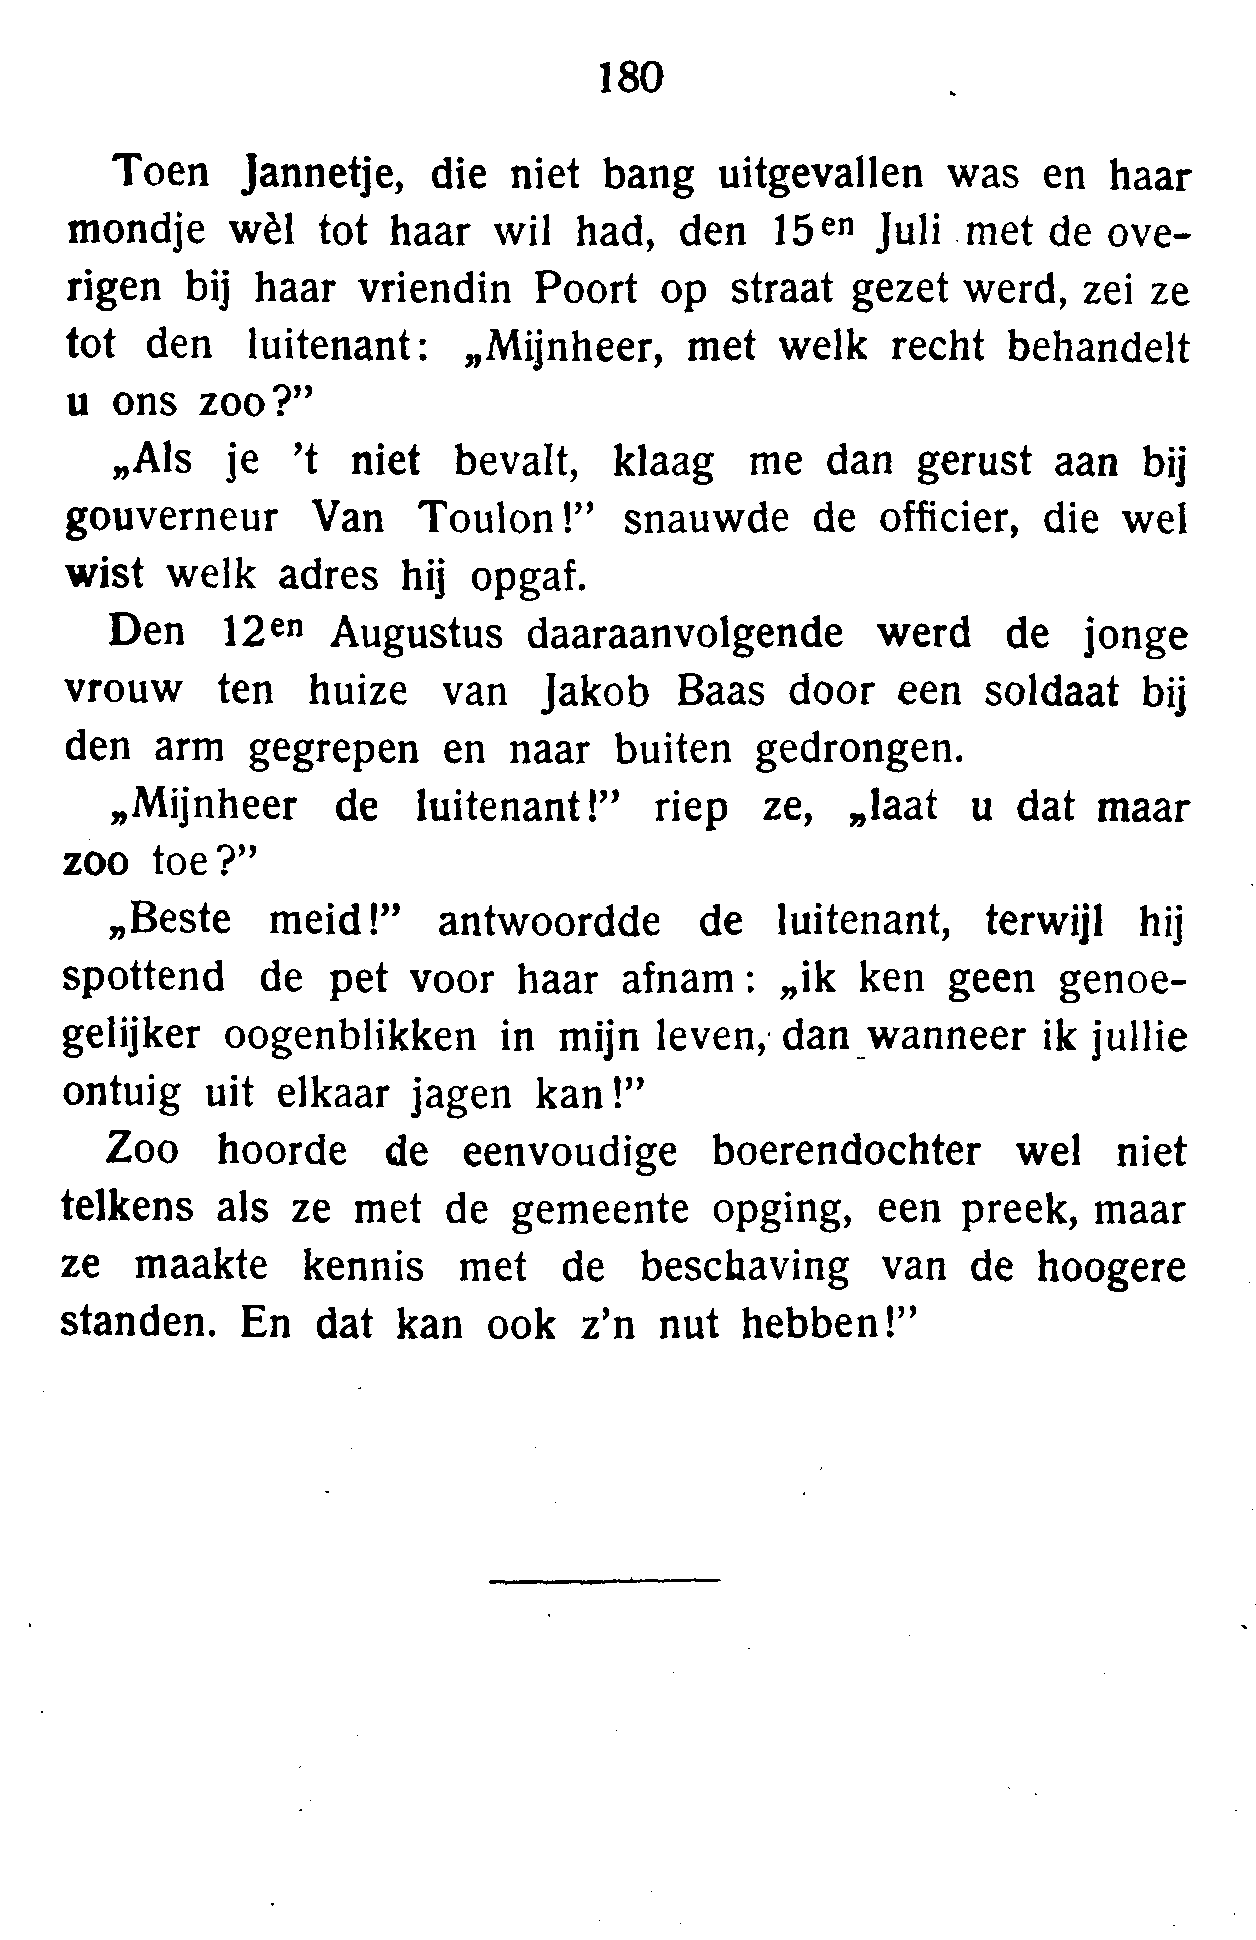 180
Toen Jannetje, die niet bang uitgevallen was en haar
mondje wèl tot haar wil had, den 15en Juli met de ove-
rigen bij haar vriendin Poort op straat gezet werd, zei ze
tot den luitenant: „Mijnheer, met welk recht behandelt
u ons zoo?”
„Als je ’t niet bevalt, klaag me dan gerust aan bij
gouverneur Van Toulon!” snauwde de officier, die wel
wist welk adres hij opgaf.
Den 12en Augustus daaraanvolgende werd de jonge
vrouw ten huize van Jakob Baas door een soldaat bij
den arm gegrepen en naar buiten gedrongen.
„Mijnheer de luitenant!” riep ze, „laat u dat maar
zoo toe?”
„Beste meid!” antwoordde de luitenant, terwijl hij
spottend de pet voor haar afnam: „ik ken geen genoe-
gelijker oogenblikken in mijn leven, dan wanneer ik jullie
ontuig uit elkaar jagen kan!”
Zoo hoorde de eenvoudige boerendochter wel niet
telkens als ze met de gemeente opging, een preek, maar
ze maakte kennis met de beschaving van de hoogere
standen. En dat kan ook z’n nut hebben!”